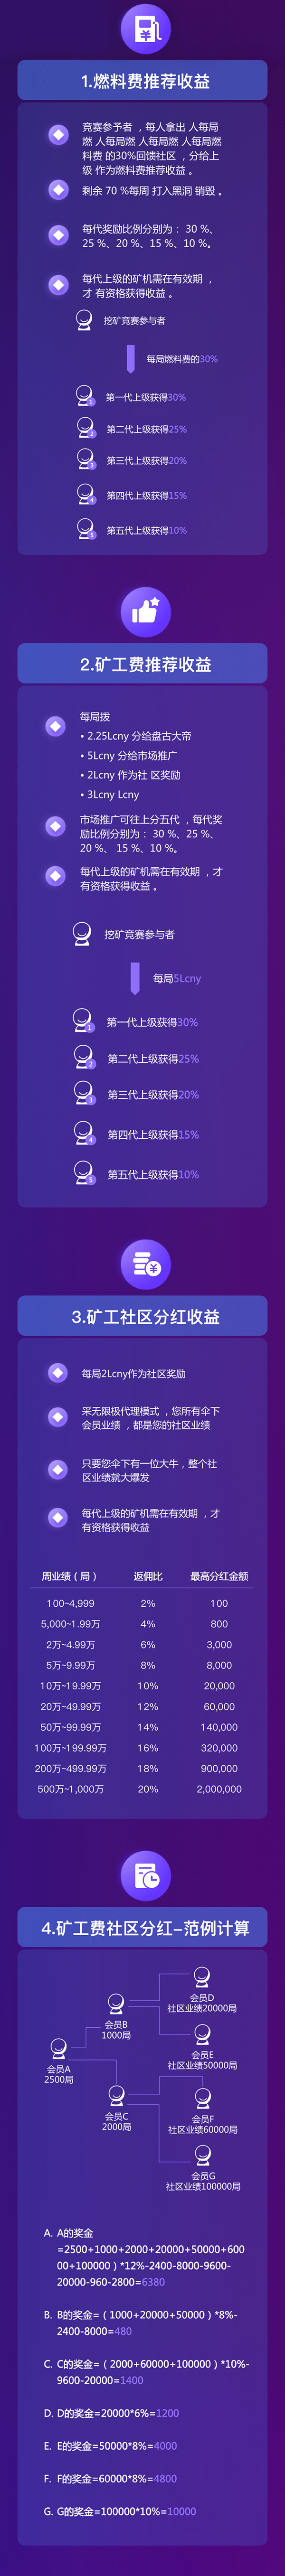 1.燃料费推荐收益
竞赛参予者 ，每人拿出 人每局
燃 人每局燃 人每局燃 人每局燃
料费 的30%回馈社区 ，分给上
级 作为燃料费推荐收益 。
剩余 70 %每周 打入黑洞 销毁 。
每代奖励比例分别为 ： 30 %、
25 %、20 %、15 %、10 %。
每代上级的矿机需在有效期 ，
才 有资格获得收益 。
挖矿竞赛参与者
每局燃料费的30%
1
第一代上级获得30%
2
第二代上级获得25%
3
第三代上级获得20%
4
第四代上级获得15%
5
第五代上级获得10%
2.矿工费推荐收益
每局拨
• 2.25Lcny 分给盘古大帝
• 5Lcny 分给市场推广
• 2Lcny 作为社 区奖励
• 3Lcny Lcny
市场推广可往上分五代 ，每代奖
励比例分别为 ： 30 %、25 %、
20 %、 15 %、10 %。
每代上级的矿机需在有效期 ，才
有资格获得收益 。
挖矿竞赛参与者
每局5Lcny
1
第一代上级获得30%
2
第二代上级获得25%
3
第三代上级获得20%
4
第四代上级获得15%
5
第五代上级获得10%
3.矿工社区分红收益
每局2Lcny作为社区奖励
采无限极代理模式 ，您所有伞下
会员业绩 ，都是您的社区业绩
只要您伞下有一位大牛，整个社
区业绩就大爆发
每代上级的矿机需在有效期 ，才
有资格获得收益
周业绩（局） 返佣比 最高分红金额
100~4,999 2% 100
5,000~1.99万 4% 800
2万~4.99万 6% 3,000
5万~9.99万 8% 8,000
10万~19.99万 10% 20,000
20万~49.99万 12% 60,000
50万~99.99万 14% 140,000
100万~199.99万 16% 320,000
200万~499.99万 18% 900,000
500万~1,000万 20% 2,000,000
4.矿工费社区分红-范例计算
会员D
社区业绩20000局
会员B
1000局
会员E
社区业绩50000局
会员A
2500局
会员C
2000局
会员F
社区业绩60000局
会员G
社区业绩100000局
A. A的奖金
=2500+1000+2000+20000+50000+600
00+100000）*12%-2400-8000-9600-
20000-960-2800=6380
B. B的奖金=（1000+20000+50000）*8%-
2400-8000=480
C. C的奖金=（2000+60000+100000）*10%-
9600-20000=1400
D. D的奖金=20000*6%=1200
E. E的奖金=50000*8%=4000
F. F的奖金=60000*8%=4800
G. G的奖金=100000*10%=10000